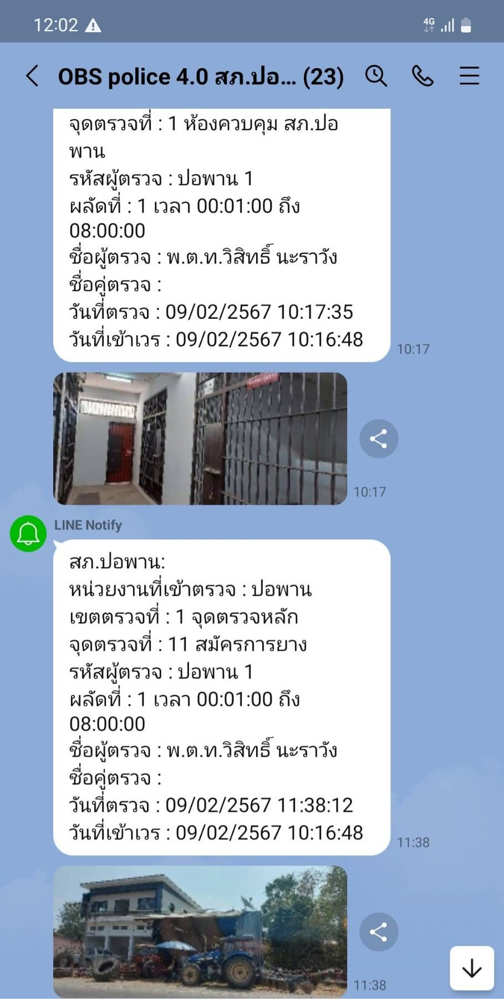 12:02
4G
OBS police 4.0 สภ.ปอ... (23)
จุดตรวจที่ : 1 ห้องควบคุม สภ.ปอ
พาน
รหัสผู้ตรวจ : ปอพาน 1
ผลัดที่ : 1 เวลา 00:01:00 ถึง
08:00:00
ชื่อผู้ตรวจ : พ.ต.ท.วิสิทธิ์ นะราวัง
ชื่อคู่ตรวจ :
วันที่ตรวจ : 09/02/2567 10:17:35
วันที่เข้าเวร : 09/02/2567 10:16:48
10:17
10:17
LINE Notify
สภ.ปอพาน:
หน่วยงานที่เข้าตรวจ : ปอพาน
เขตตรวจที่ : 1 จุดตรวจหลัก
จุดตรวจที่ : 11 สมัครการยาง
รหัสผู้ตรวจ : ปอพาน 1
ผลัดที่ : 1 เวลา 00:01:00 ถึง
08:00:00
ชื่อผู้ตรวจ : พ.ต.ท.วิสิทธิ์ นะราวัง
ชื่อคู่ตรวจ :
วันที่ตรวจ : 09/02/2567 11:38:12
วันที่เข้าเวร : 09/02/2567 10:16:48
11:38
11:38